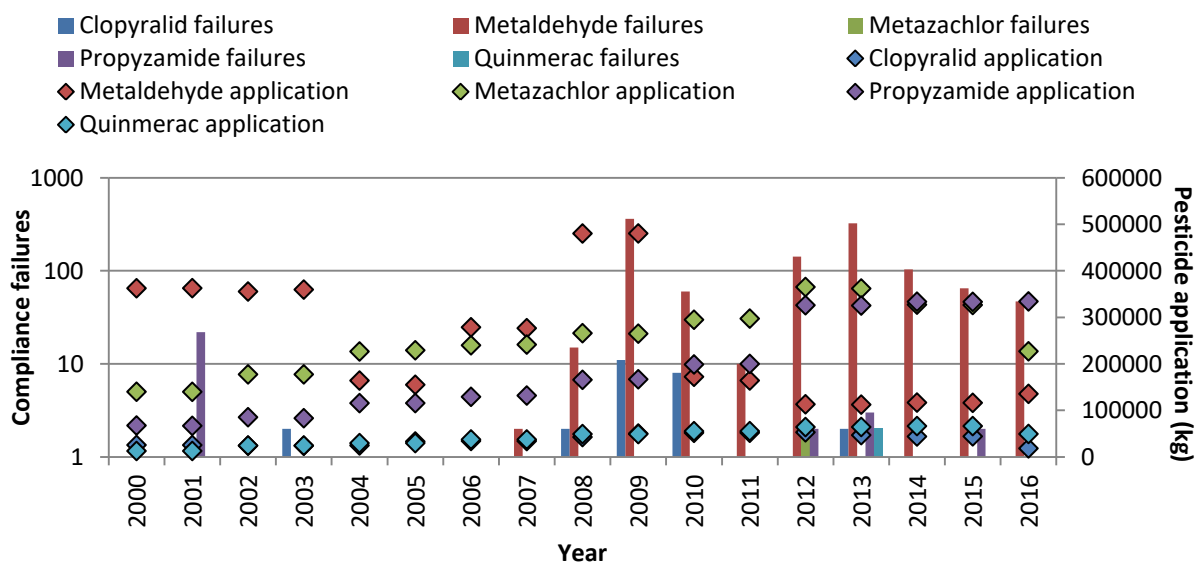 Clopyralid failures
Metaldehyde failures
Metazachlor failures
Propyzamide failures
Quinmerac failures
Clopyralid application
Metaldehyde application
Metazachlor application
Propyzamide application
Quinmerac application
Compliance failures
1000
100
10
1
600000
500000
400000
300000
200000
100000
0
Pesticide application (kg)
2000
2001
2002
2003
2004
2005
2006
2007
2008
2009
2010
2011
2012
2013
2014
2015
2016
Year